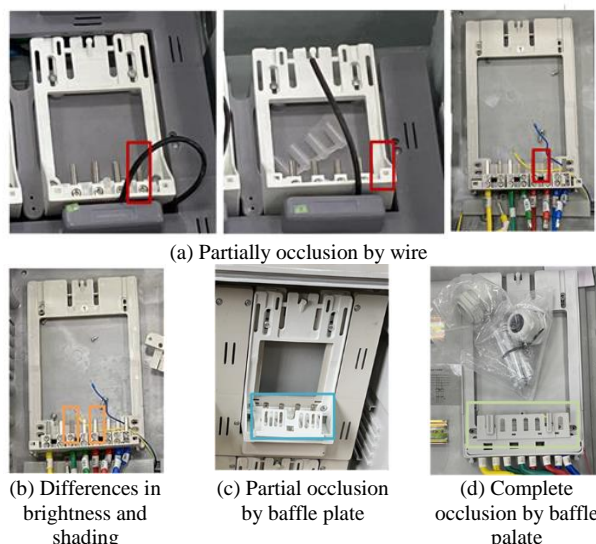 (a) Partially occlusion by wire
(b) Differences in
brightness and
shading
(c) Partial occlusion
by baffle plate
(d) Complete
occlusion by baffle
palate